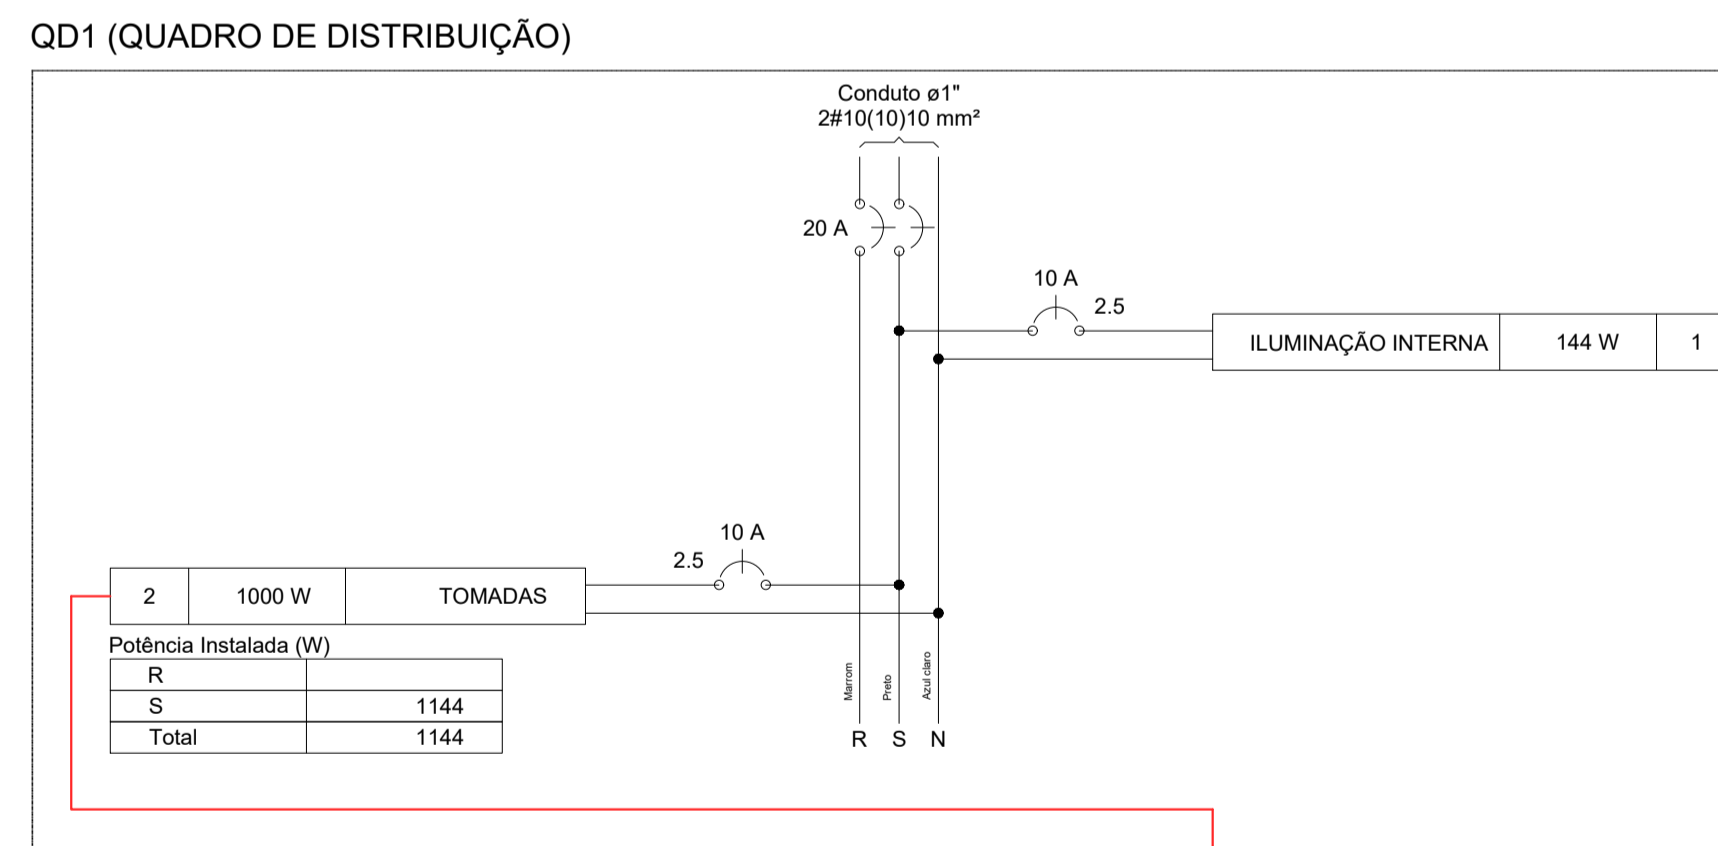 QD1 (QUADRO DE DISTRIBUIÇÃO)
Conduto ø1"
2#10(10)10 mm²
20 A
10 A
2.5
ILUMINAÇÃO INTERNA 144 W 1
10 A
2.5
2 1000 W TOMADAS
Potência Instalada (W)
R
S 1144
Total 1144
Marrom
Preto
Azul claro
R S N